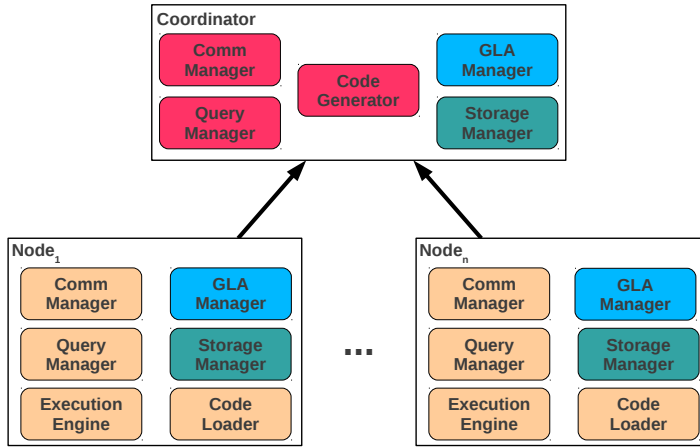 Coordinator
Comm
Manager
Code
Generator
GLA
Manager
Query
Manager
Storage
Manager
Node1
Comm
Manager
GLA
Manager
Query
Manager
Storage
Manager
Execution
Engine
Code
Loader
...
Noden
Comm
Manager
GLA
Manager
Query
Manager
Storage
Manager
Execution
Engine
Code
Loader